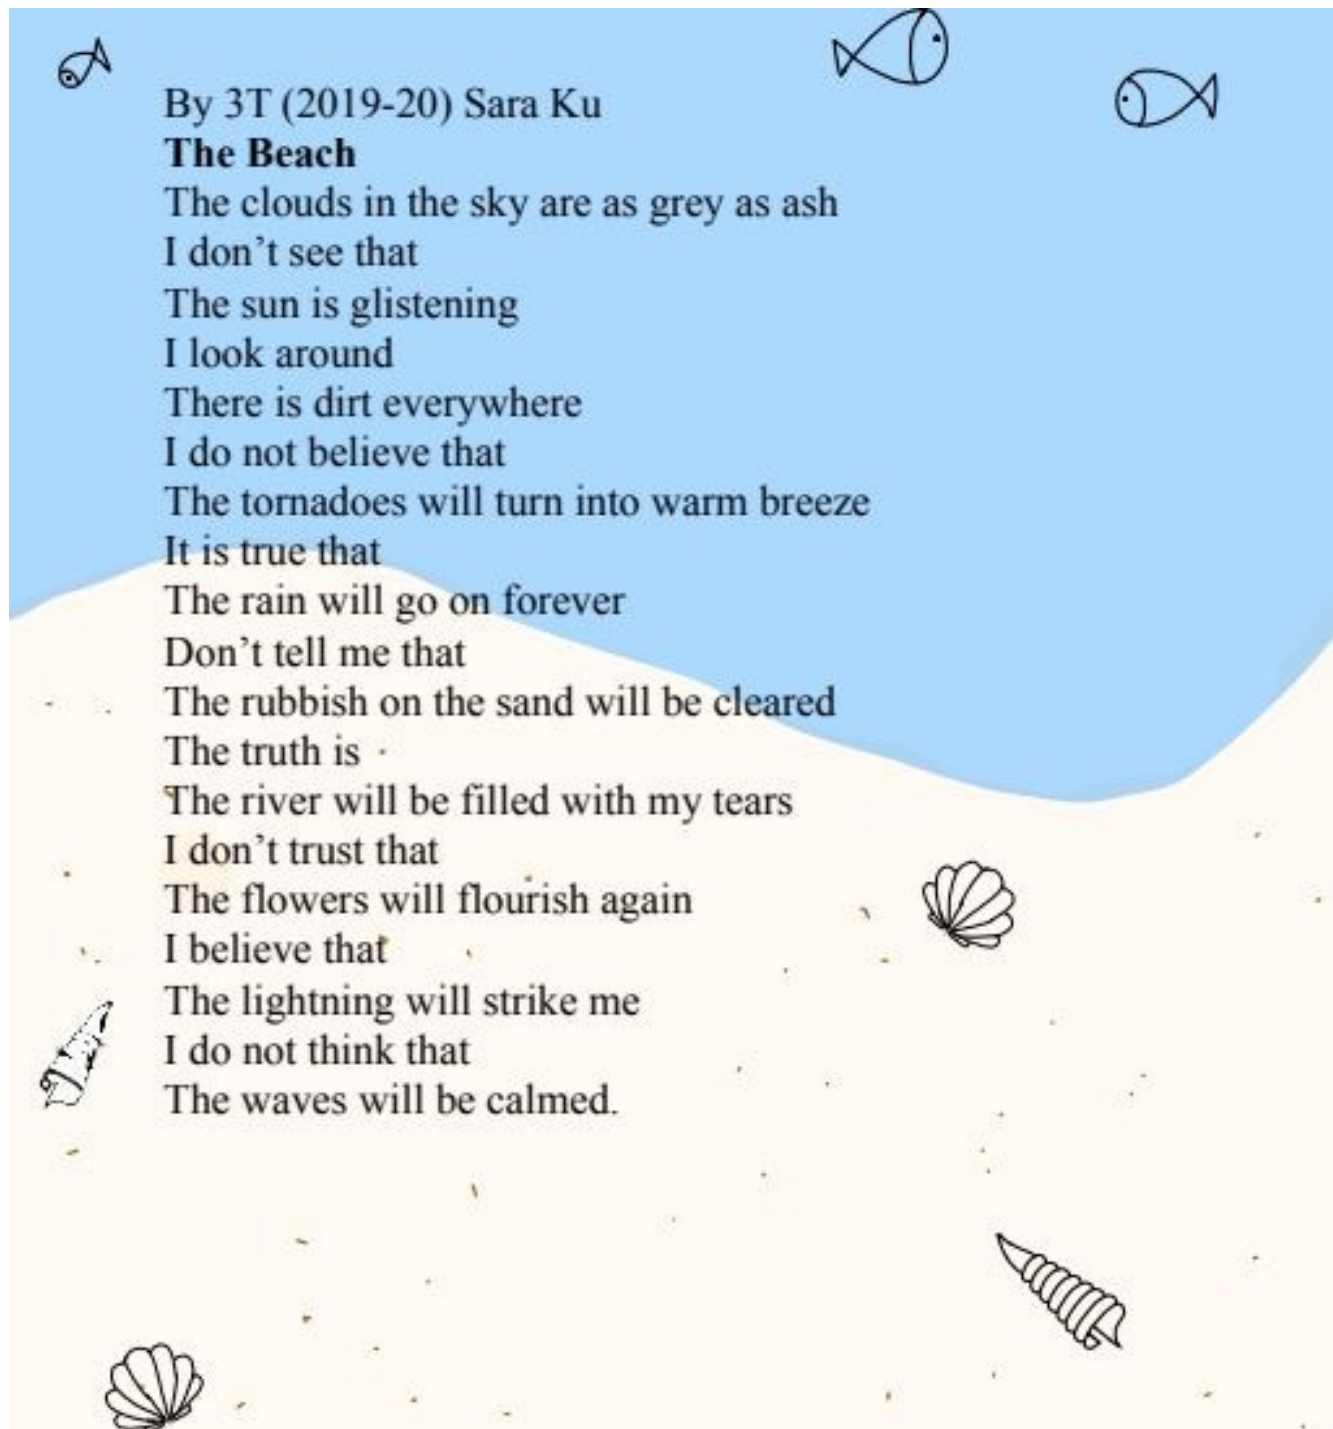 By 3T (2019-20) Sara Ku
The Beach
The clouds in the sky are as grey as ash
I don’t see that
The sun is glistening
I look around
There is dirt everywhere
I do not believe that
The tornadoes will turn into warm breeze
It is true that
The rain will go on forever
Don’t tell me that
The rubbish on the sand will be cleared
The truth is
The river will be filled with my tears
I don’t trust that
The flowers will flourish again
I believe that
The lightning will strike me
I do not think that
The waves will be calmed.